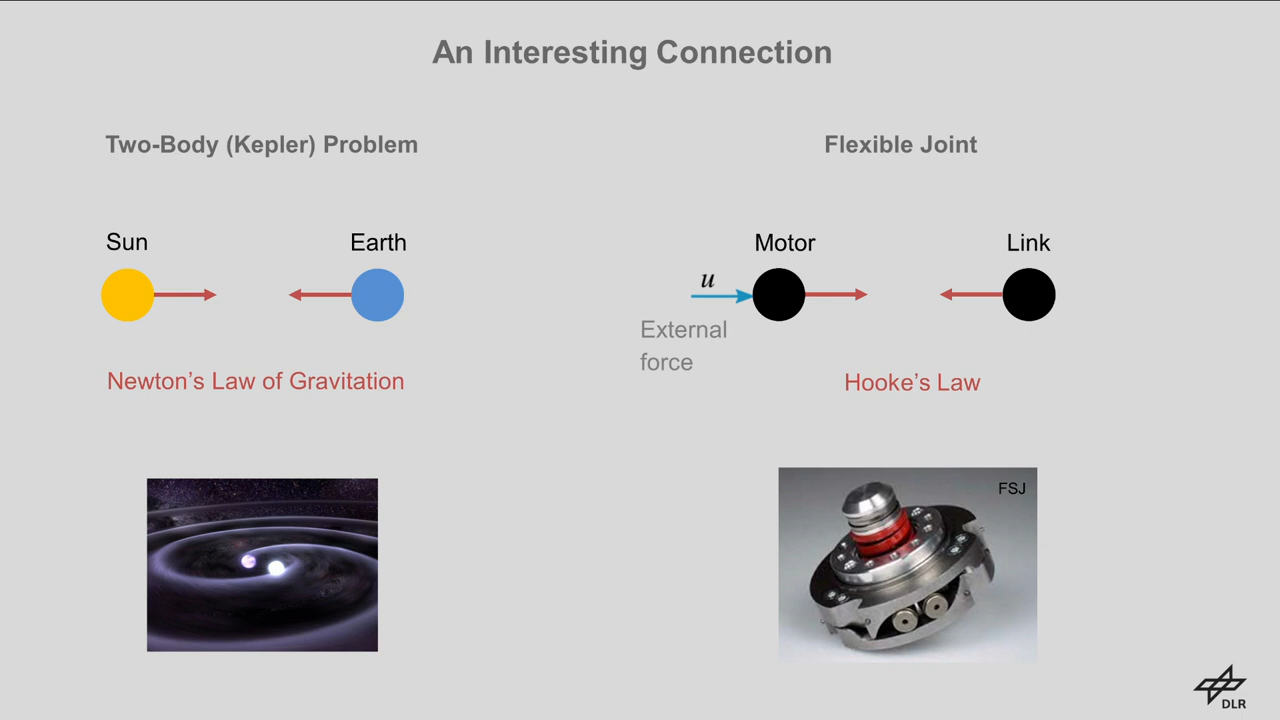 An Interesting Connection
Two-Body (Kepler) Problem
Sun
Earth
Newton's Law of Gravitation
Flexible Joint
Motor
Link
u
External
force
Hooke's Law
FSJ
DLR